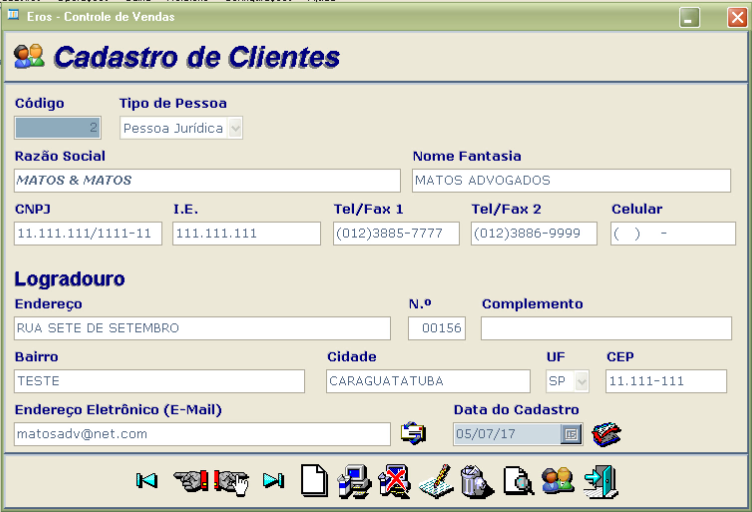 Eros - Controle de Vendas
Cadastro de Clientes
Código Tipo de Pessoa
2 Pessoa Jurídica
Razão Social Nome Fantasia
MATOS & MATOS MATOS ADVOGADOS
CNPJ I.E. Tel/Fax 1 Tel/Fax 2 Celular
11.111.111/1111-11 111.111.111 (012)3885-7777 (012)3886-9999 ( ) -
Logradouro
Endereço N.º Complemento
RUA SETE DE SETEMBRO 00156
Bairro Cidade UF CEP
TESTE CARAGUATATUBA SP 11.111-111
Endereço Eletrônico (E-Mail) Data do Cadastro
matosadv@net.com 05/07/17